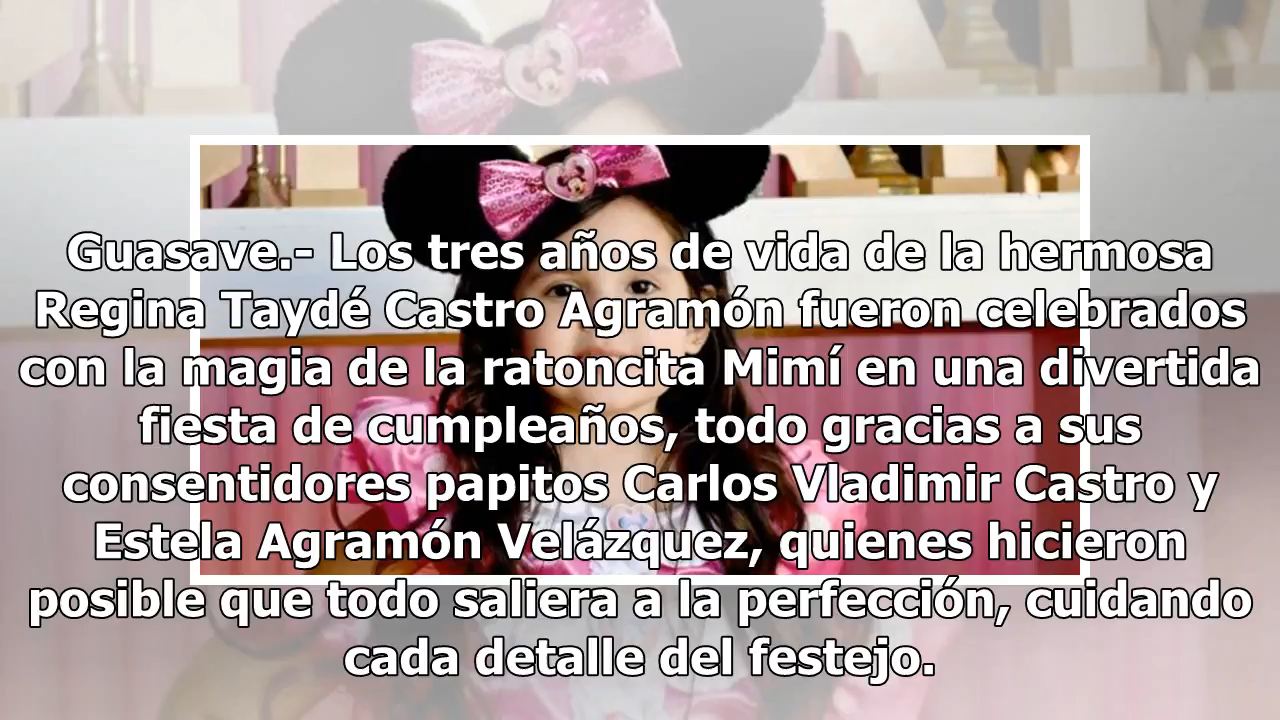 Guasave.- Los tres años de vida de la hermosa
Regina Taydé Castro Agramón fueron celebrados
con la magia de la ratoncita Mimí en una divertida
fiesta de cumpleaños, todo gracias a sus
consentidores papitos Carlos Vladimir Castro y
Estela Agramón Velázquez, quienes hicieron
posible que todo saliera a la perfección, cuidando
cada detalle del festejo.